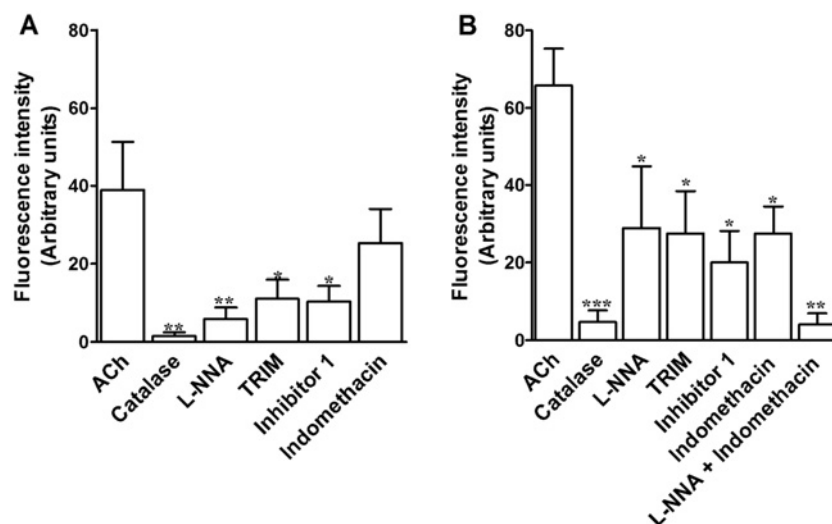 A
Fluorescence intensity
(Arbitrary units)
80
60
40
20
0
**
**
*
*
ACh
Catalase
L-NNA
TRIM
Inhibitor 1
Indomethacin
B
Fluorescence intensity
(Arbitrary units)
80
60
40
20
0
***
*
*
*
*
**
ACh
Catalase
L-NNA
TRIM
Inhibitor 1
Indomethacin
L-NNA + Indomethacin